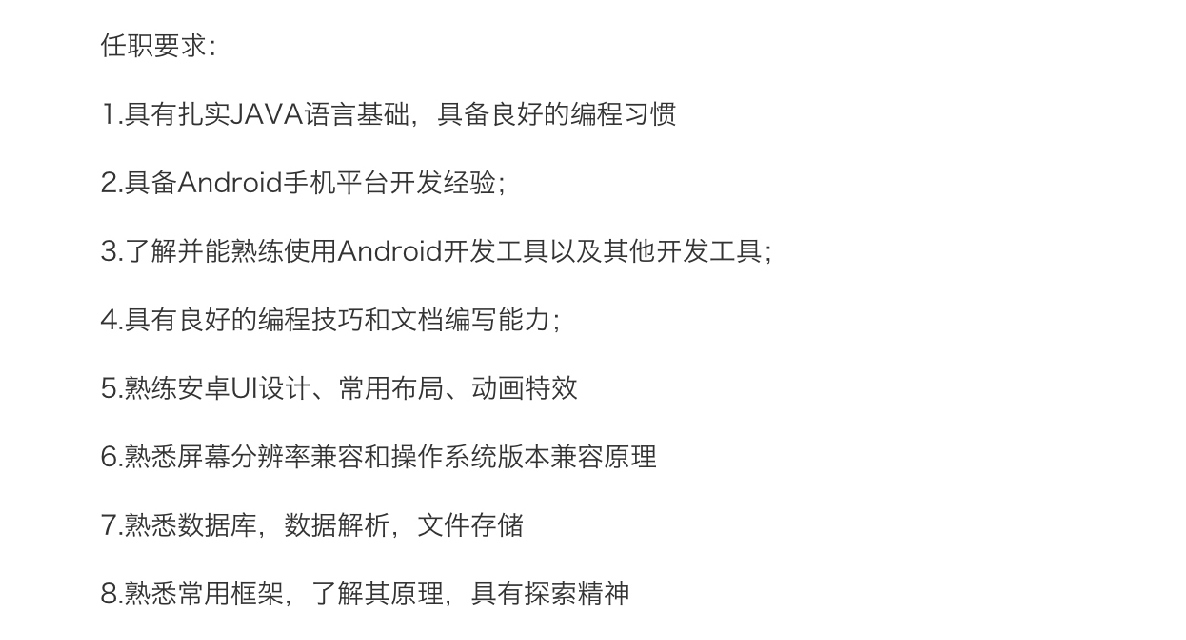 任职要求：
1.具有扎实JAVA语言基础，具备良好的编程习惯
2.具备Android手机平台开发经验；
3.了解并能熟练使用Android开发工具以及其他开发工具；
4.具有良好的编程技巧和文档编写能力；
5.熟练安卓UI设计、常用布局、动画特效
6.熟悉屏幕分辨率兼容和操作系统版本兼容原理
7.熟悉数据库，数据解析，文件存储
8.熟悉常用框架，了解其原理，具有探索精神